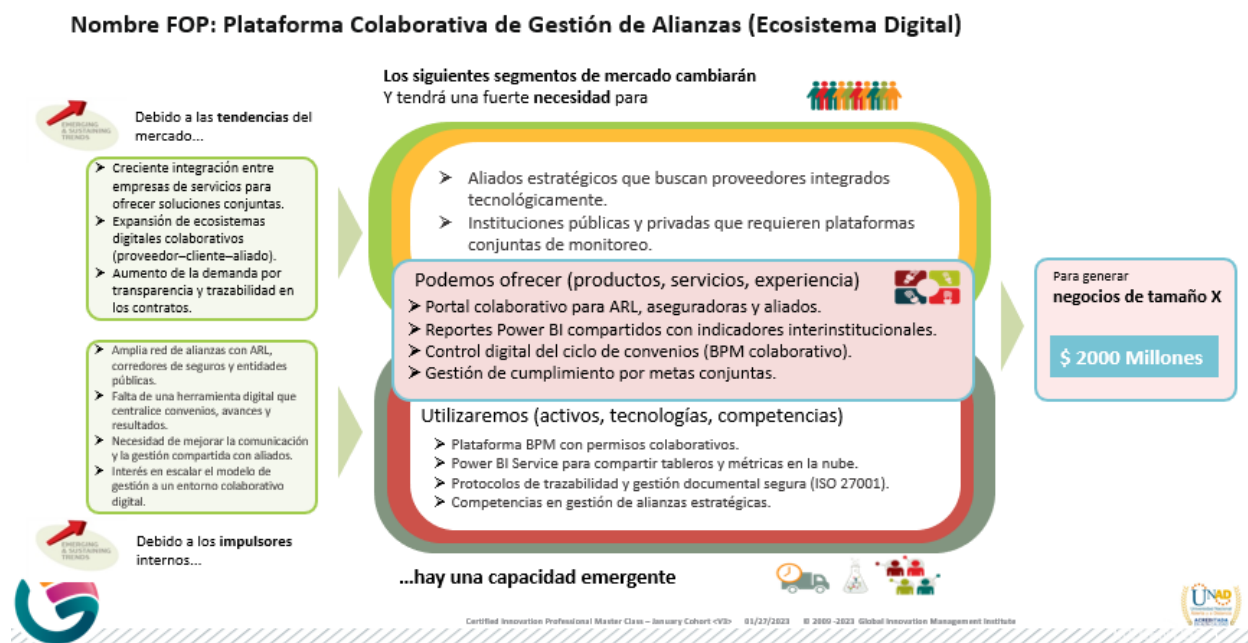 Nombre FOP: Plataforma Colaborativa de Gestión de Alianzas (Ecosistema Digital)
Los siguientes segmentos de mercado cambiarán
Y tendrá una fuerte necesidad para
EMERGING
& SUSTAINING
TRENDS
Debido a las tendencias del
mercado...
➤ Creciente integración entre
empresas de servicios para
ofrecer soluciones conjuntas.
➤ Expansión de ecosistemas
digitales colaborativos
(proveedor–cliente–aliado).
➤ Aumento de la demanda por
transparencia y trazabilidad en
los contratos.
➤ Aliados estratégicos que buscan proveedores integrados
tecnológicamente.
➤ Instituciones públicas y privadas que requieren plataformas
conjuntas de monitoreo.
Podemos ofrecer (productos, servicios, experiencia)
➤ Portal colaborativo para ARL, aseguradoras y aliados.
➤ Reportes Power BI compartidos con indicadores interinstitucionales.
➤ Control digital del ciclo de convenios (BPM colaborativo).
➤ Gestión de cumplimiento por metas conjuntas.
Para generar
negocios de tamaño X
$ 2000 Millones
➤ Amplia red de alianzas con ARL,
corredores de seguros y entidades
públicas.
➤ Falta de una herramienta digital que
centralice convenios, avances y
resultados.
➤ Necesidad de mejorar la comunicación
y la gestión compartida con aliados.
➤ Interés en escalar el modelo de
gestión a un entorno colaborativo
digital.
Utilizaremos (activos, tecnologías, competencias)
➤ Plataforma BPM con permisos colaborativos.
➤ Power BI Service para compartir tableros y métricas en la nube.
➤ Protocolos de trazabilidad y gestión documental segura (ISO 27001).
➤ Competencias en gestión de alianzas estratégicas.
EMERGING
& SUSTAINING
TRENDS
Debido a los impulsores
internos...
...hay una capacidad emergente
Certified Innovation Professional Master Class – January Cohort <V3> 01/27/2023 © 2009 -2023 Global Innovation Management Institute
UNAD